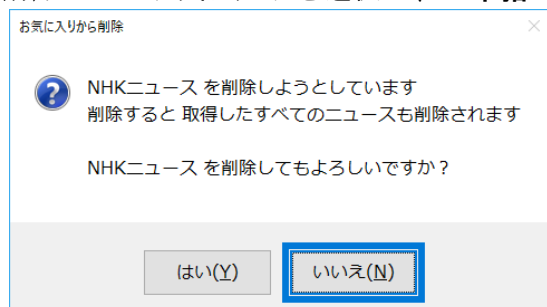 お気に入りから削除
NHKニュース を削除しようとしています
削除すると 取得したすべてのニュースも削除されます
NHKニュース を削除してもよろしいですか？
はい(Y)
いいえ(N)